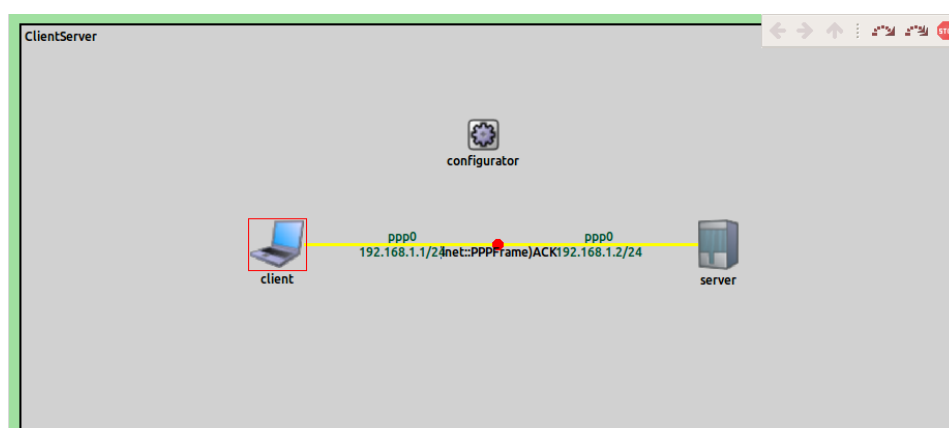 ClientServer
configurator
ppp0
ppp0
192.168.1.1/24
(inet::PPPFrame)ACK
192.168.1.2/24
client
server